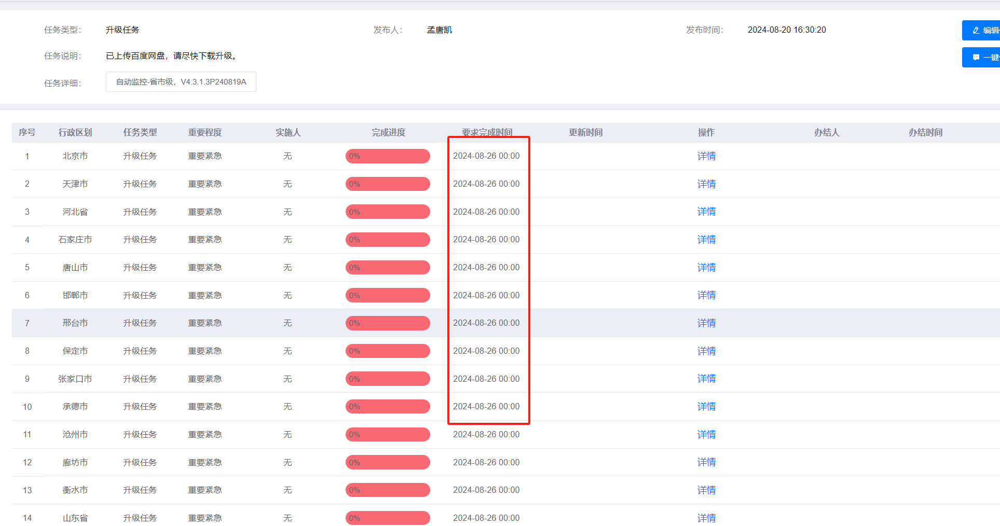 任务类型： 升级任务 发布人： 孟唐凯 发布时间： 2024-08-20 16:30:20 编辑
任务说明： 已上传百度网盘，请尽快下载升级。 一键
任务详细： 自动监控-省市级，V4.3.1.3P240819A
序号 行政区划 任务类型 重要程度 实施人 完成进度 要求完成时间 更新时间 操作 办结人 办结时间
1 北京市 升级任务 重要紧急 无 0% 2024-08-26 00:00 详情
2 天津市 升级任务 重要紧急 无 0% 2024-08-26 00:00 详情
3 河北省 升级任务 重要紧急 无 0% 2024-08-26 00:00 详情
4 石家庄市 升级任务 重要紧急 无 0% 2024-08-26 00:00 详情
5 唐山市 升级任务 重要紧急 无 0% 2024-08-26 00:00 详情
6 邯郸市 升级任务 重要紧急 无 0% 2024-08-26 00:00 详情
7 邢台市 升级任务 重要紧急 无 0% 2024-08-26 00:00 详情
8 保定市 升级任务 重要紧急 无 0% 2024-08-26 00:00 详情
9 张家口市 升级任务 重要紧急 无 0% 2024-08-26 00:00 详情
10 承德市 升级任务 重要紧急 无 0% 2024-08-26 00:00 详情
11 沧州市 升级任务 重要紧急 无 0% 2024-08-26 00:00 详情
12 廊坊市 升级任务 重要紧急 无 0% 2024-08-26 00:00 详情
13 衡水市 升级任务 重要紧急 无 0% 2024-08-26 00:00 详情
14 山东省 升级任务 重要紧急 无 0% 2024-08-26 00:00 详情